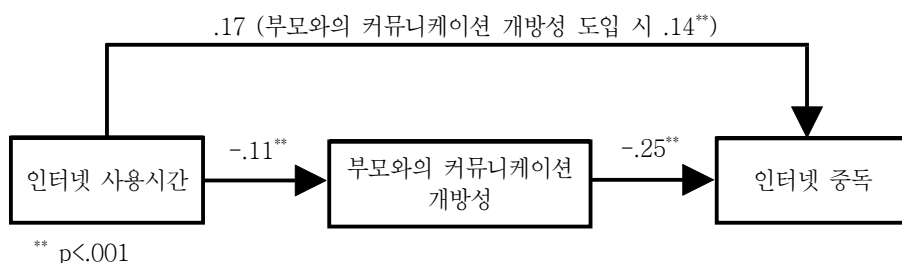 .17 (부모와의 커뮤니케이션 개방성 도입 시 .14**)
-.11**
-.25**
인터넷 사용시간
부모와의 커뮤니케이션
개방성
인터넷 중독
** p<.001